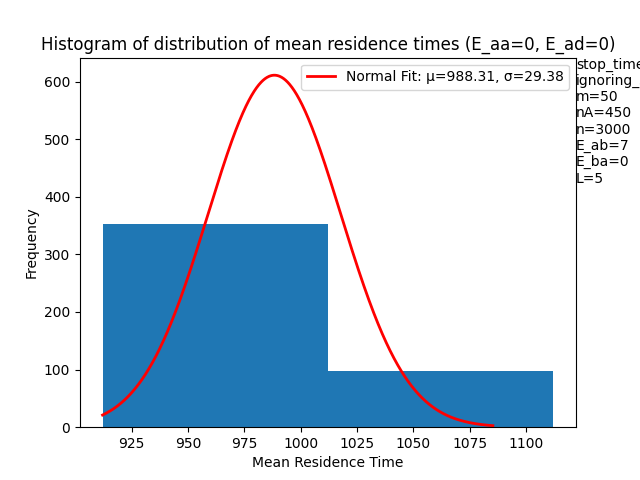 Histogram of distribution of mean residence times (E_aa=0, E_ad=0)
Normal Fit: μ=988.31, σ=29.38
stop_time
ignoring_
m=50
nA=450
n=3000
E_ab=7
E_ba=0
L=5
Frequency
600
500
400
300
200
100
0
925 950 975 1000 1025 1050 1075 1100
Mean Residence Time